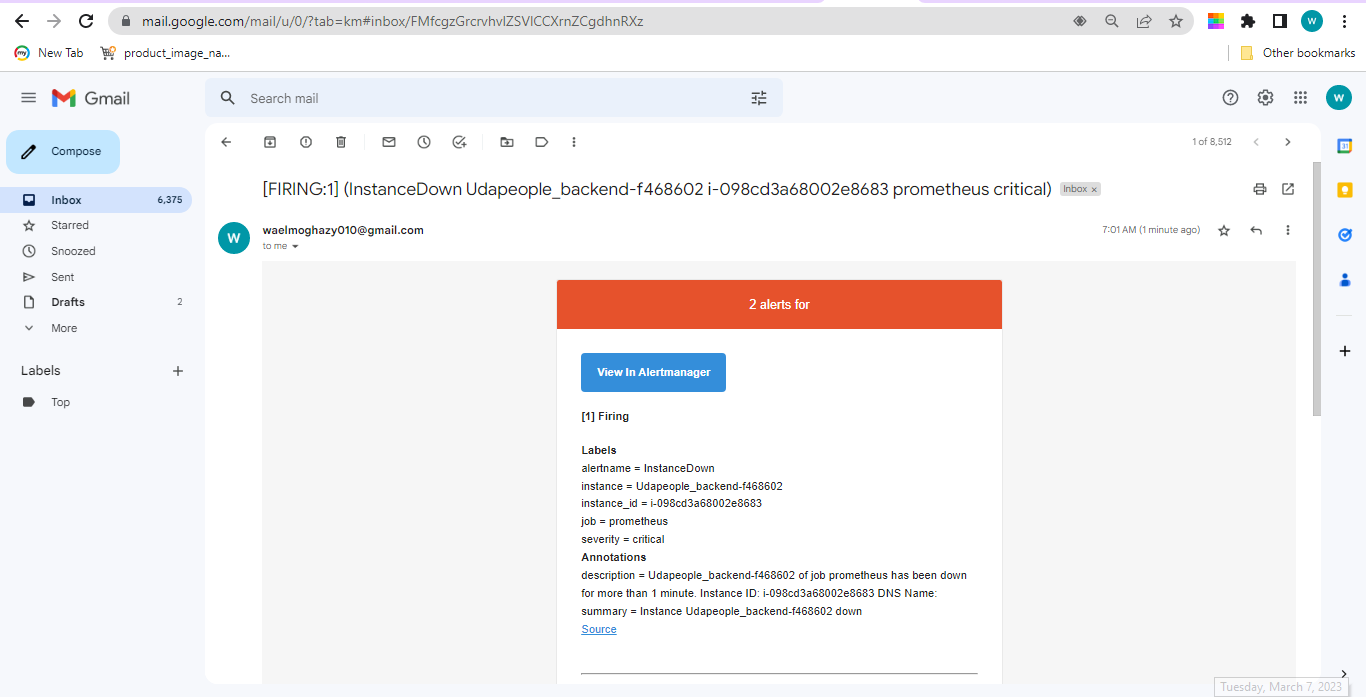 mail.google.com/mail/u/0/?tab=km#inbox/FMfcgzGrcrvhvlZSVlCCXrnZCgdhnRXz
W
my New Tab product_image_na... Other bookmarks
Gmail
Search mail
W
Compose
1 of 8,512
31
[FIRING:1] (InstanceDown Udapeople_backend-f468602 i-098cd3a68002e8683 prometheus critical) Inbox x
Inbox 6,375
Starred
Snoozed
Sent
Drafts 2
More
Labels +
Top
W
waelmoghazy010@gmail.com 7:01 AM (1 minute ago)
to me
2 alerts for
View In Alertmanager
[1] Firing
Labels
alertname = InstanceDown
instance = Udapeople_backend-f468602
instance_id = i-098cd3a68002e8683
job = prometheus
severity = critical
Annotations
description = Udapeople_backend-f468602 of job prometheus has been down
for more than 1 minute. Instance ID: i-098cd3a68002e8683 DNS Name:
summary = Instance Udapeople_backend-f468602 down
Source
Tuesday, March 7, 2023